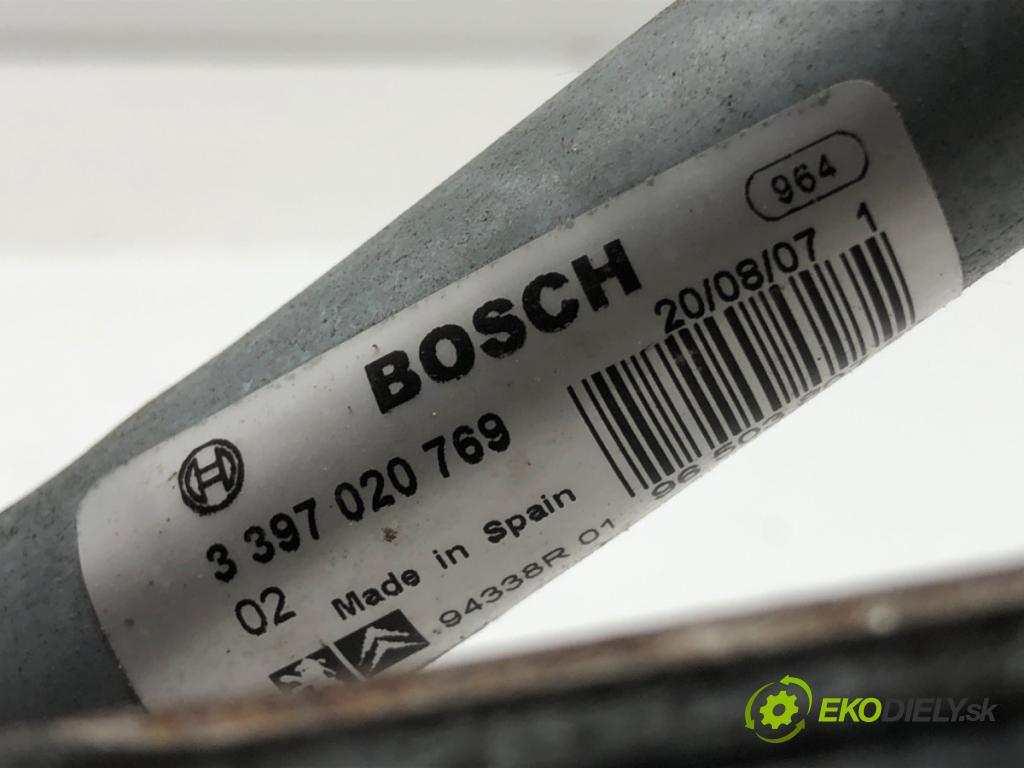 964
BOSCH
20/08/07 1
3 397 020 769
02
Made in Spain
94338R 01
EKODIELY.sk